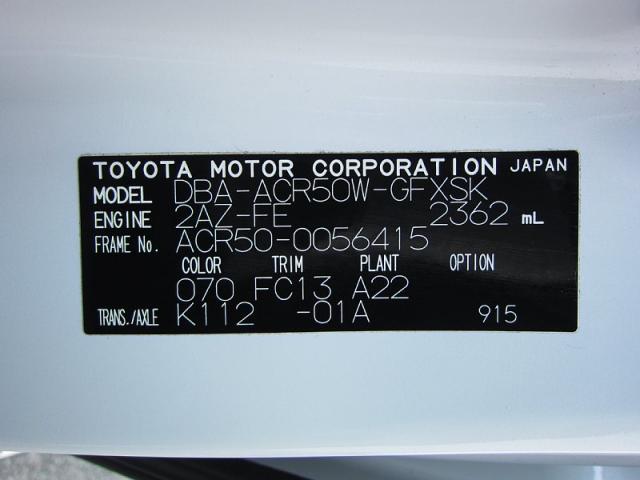 TOYOTA MOTOR CORPORATION JAPAN
MODEL DBA-ACR50W-GFXSK
ENGINE 2AZ-FE 2362 mL
FRAME No. ACR50-0056415
COLOR TRIM PLANT OPTION
070 FC13 A22
TRANS./AXLE K112 -01A 915